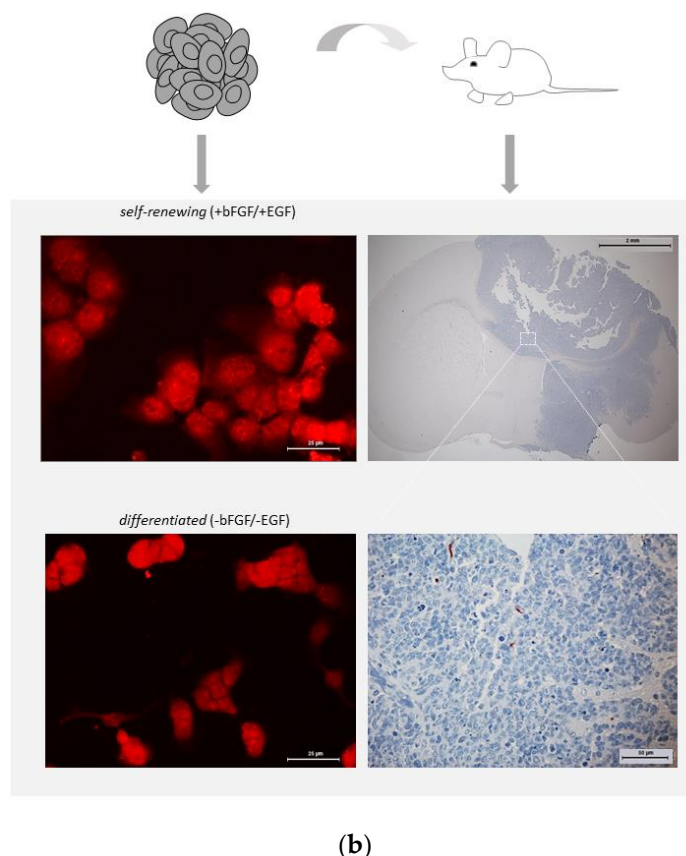 self-renewing (+bFGF/+EGF)
2 mm
25 µm
differentiated (-bFGF/-EGF)
25 µm
50 µm
(b)